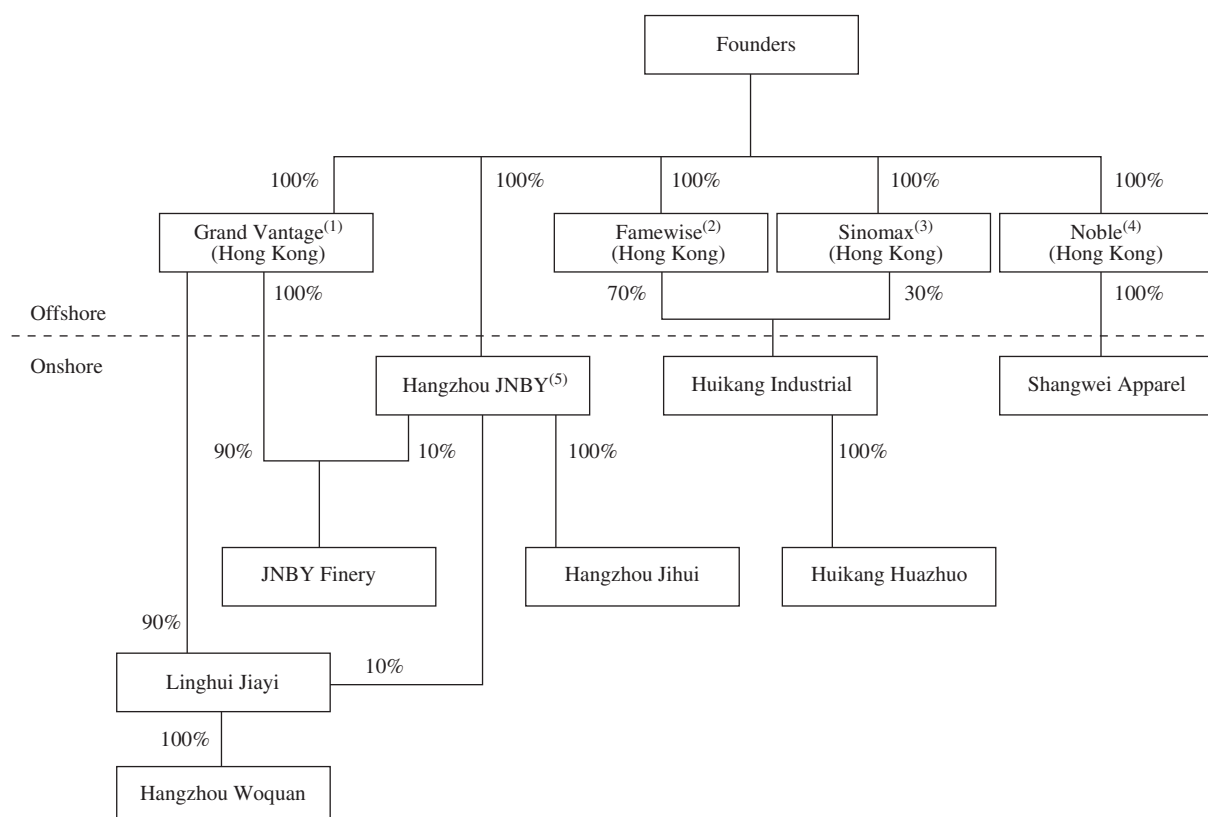 Founders
100%
100%
100%
100%
100%
Grand Vantage(1)
(Hong Kong)
Famewise(2)
(Hong Kong)
Sinomax(3)
(Hong Kong)
Noble(4)
(Hong Kong)
100%
70%
30%
100%
Offshore
Onshore
Hangzhou JNBY(5)
Huikang Industrial
Shangwei Apparel
90%
10%
100%
100%
JNBY Finery
Hangzhou Jihui
Huikang Huazhuo
90%
Linghui Jiayi
10%
100%
Hangzhou Woquan